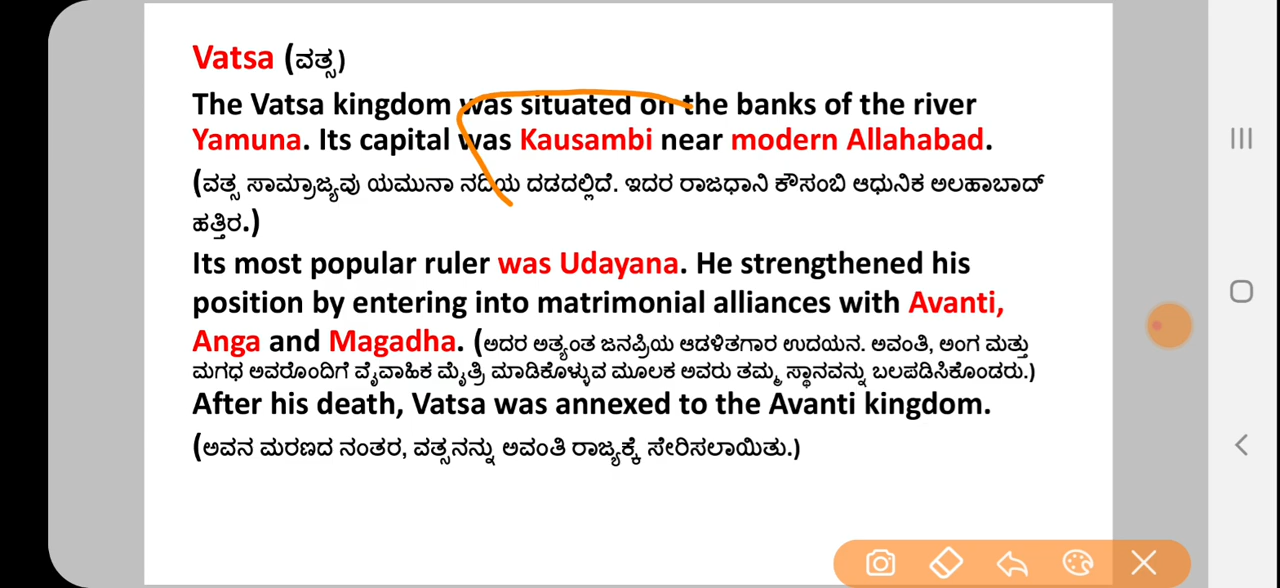 Vatsa (ವತ್ಸ)
The Vatsa kingdom was situated on the banks of the river
Yamuna. Its capital was Kausambi near modern Allahabad.
(ವತ್ಸ ಸಾಮ್ರಾಜ್ಯವು ಯಮುನಾ ನದಿಯ ದಡದಲ್ಲಿದೆ. ಇದರ ರಾಜಧಾನಿ ಕೌಸಂಬಿ ಆಧುನಿಕ ಅಲಹಾಬಾದ್
ಹತ್ತಿರ.)
Its most popular ruler was Udayana. He strengthened his
position by entering into matrimonial alliances with Avanti,
Anga and Magadha. (ಅದರ ಅತ್ಯಂತ ಜನಪ್ರಿಯ ಆಡಳಿತಗಾರ ಉದಯನ. ಅವಂತಿ, ಅಂಗ ಮತ್ತು
ಮಗಧ ಅವರೊಂದಿಗೆ ವೈವಾಹಿಕ ಮೈತ್ರಿ ಮಾಡಿಕೊಳ್ಳುವ ಮೂಲಕ ಅವರು ತಮ್ಮ ಸ್ಥಾನವನ್ನು ಬಲಪಡಿಸಿಕೊಂಡರು.)
After his death, Vatsa was annexed to the Avanti kingdom.
(ಅವನ ಮರಣದ ನಂತರ, ವತ್ಸನನ್ನು ಅವಂತಿ ರಾಜ್ಯಕ್ಕೆ ಸೇರಿಸಲಾಯಿತು.)